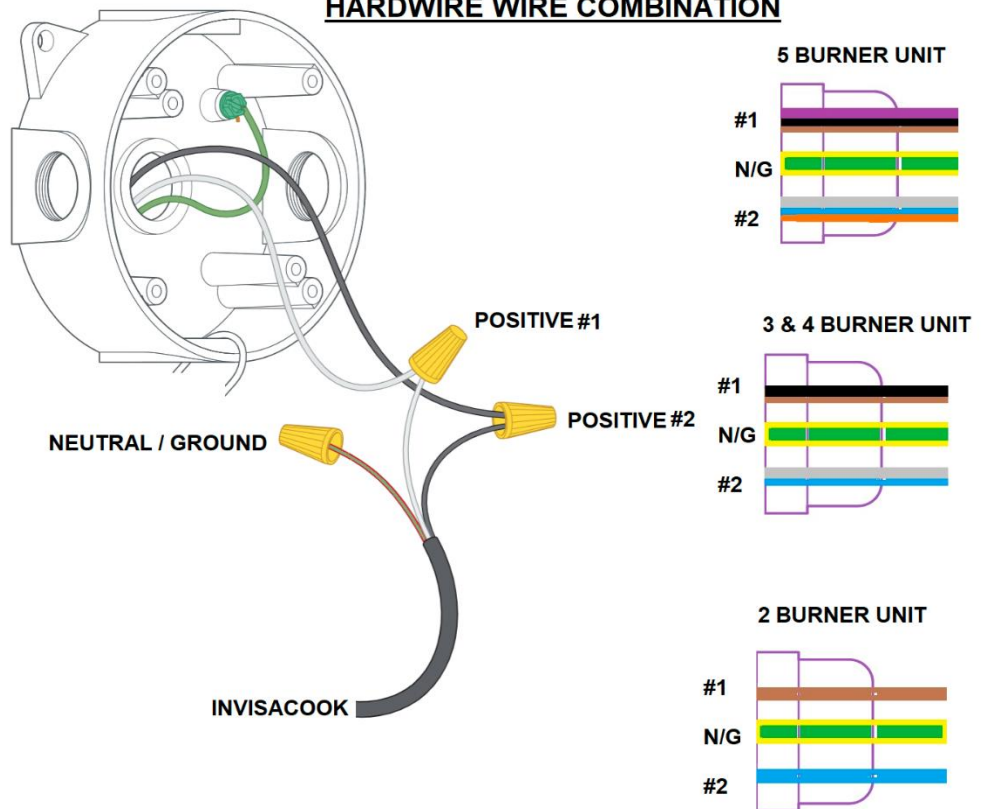 HARDWIRE WIRE COMBINATION
POSITIVE #1
POSITIVE #2
NEUTRAL / GROUND
INVISACOOK
5 BURNER UNIT
#1
N/G
#2
3 & 4 BURNER UNIT
#1
N/G
#2
2 BURNER UNIT
#1
N/G
#2